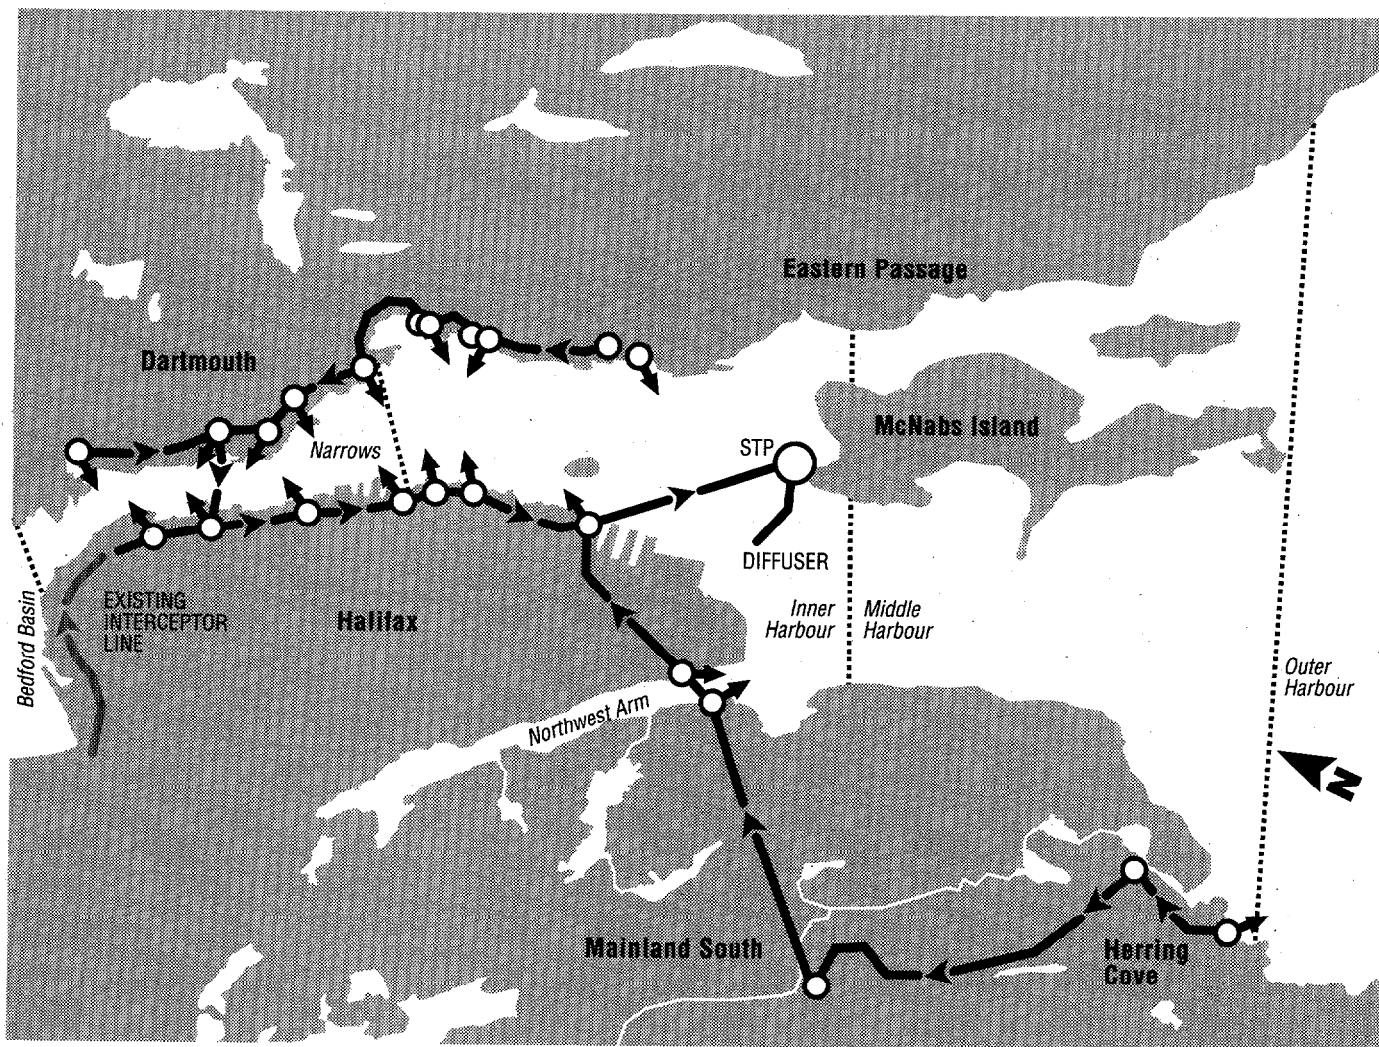 Eastern Passage
Dartmouth
McNabs Island
Narrows
STP
DIFFUSER
EXISTING
INTERCEPTOR
LINE
Halifax
Inner
Harbour
Middle
Harbour
Bedford Basin
Outer
Harbour
Northwest Arm
N
Mainland South
Herring
Cove